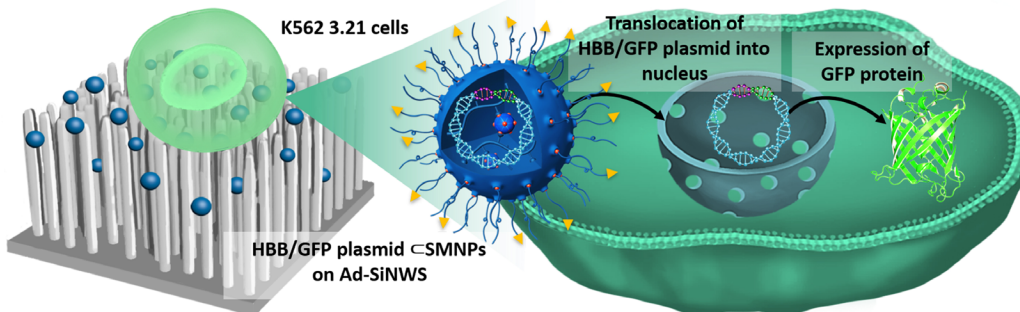 K562 3.21 cells
HBB/GFP plasmid ⊂SMNPs
on Ad-SiNWS
Translocation of
HBB/GFP plasmid into
nucleus
Expression of
GFP protein